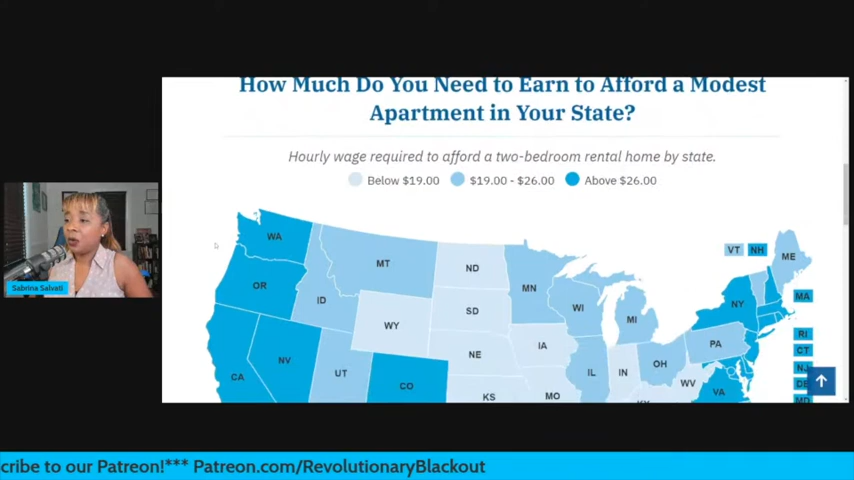 How Much Do You Need to Earn to Afford a Modest
Apartment in Your State?
Hourly wage required to afford a two-bedroom rental home by state.
Below $19.00 $19.00 - $26.00 Above $26.00
WA
MT
ND
VT NH
ME
OR
ID
SD
MN
WI
MI
NY
MA
WY
RI
NV
UT
CO
NE
IA
IL
IN
OH
PA
CT
NJ
CA
KS
MO
WV
VA
DE
MD
Sabrina Salvati
cribe to our Patreon!*** Patreon.com/RevolutionaryBlackout